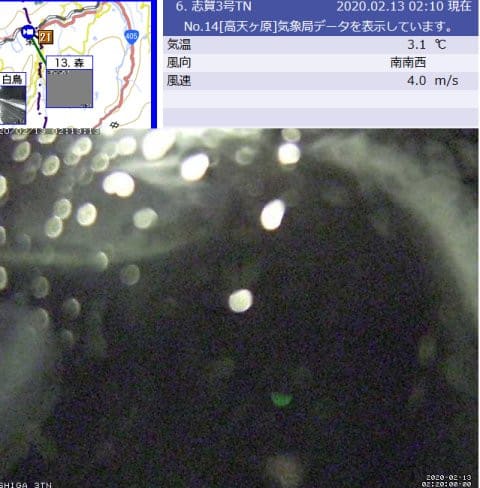 6. 志賀3号TN 2020.02.13 02:10 現在
No.14[高天ヶ原]気象局データを表示しています。
気温 3.1 ℃
風向 南南西
風速 4.0 m/s
405
21
13. 森
白鳥
20/02/13 02:19:13
SHIGA 3TN
2020-02-13
02:20:00:00